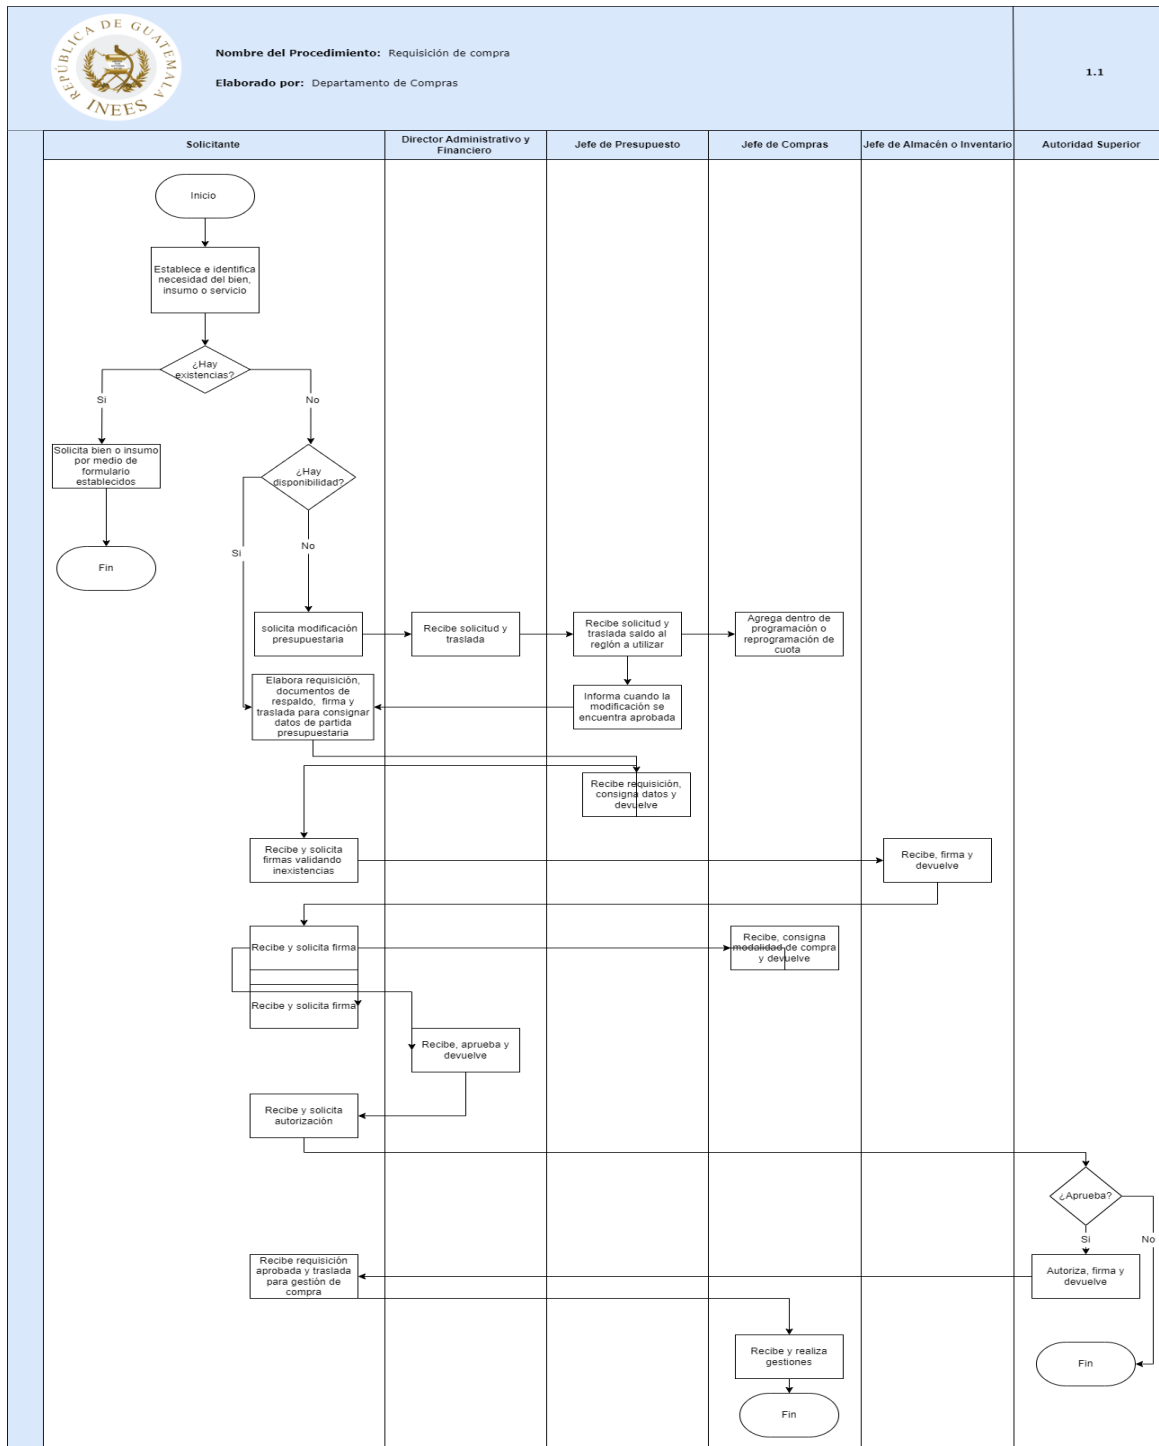 REPÚBLICA DE GUATEMALA
INEES
Nombre del Procedimiento: Requisición de compra
Elaborado por: Departamento de Compras
1.1
Solicitante
Director Administrativo y
Financiero
Jefe de Presupuesto
Jefe de Compras
Jefe de Almacén o Inventario
Autoridad Superior
Inicio
Establece e identifica
necesidad del bien,
insumo o servicio
¿Hay
existencias?
Si
No
Solicita bien o insumo
por medio de
formulario
establecidos
¿Hay
disponibilidad?
Si
No
Fin
solicita modificación
presupuestaria
Recibe solicitud y
traslada
Recibe solicitud y
traslada saldo al
región a utilizar
Agrega dentro de
programación o
reprogramación de
cuota
Elabora requisición,
documentos de
respaldo, firma y
traslada para consignar
datos de partida
presupuestaria
Informa cuando la
modificación se
encuentra aprobada
Recibe requisición,
consigna datos y
devuelve
Recibe y solicita
firmas validando
inexistencias
Recibe, firma y
devuelve
Recibe y solicita firma
Recibe, consigna
modalidad de compra
y devuelve
Recibe y solicita firma
Recibe, aprueba y
devuelve
Recibe y solicita
autorización
¿Aprueba?
Si
No
Recibe requisición
aprobada y traslada
para gestión de
compra
Autoriza, firma y
devuelve
Recibe y realiza
gestiones
Fin
Fin